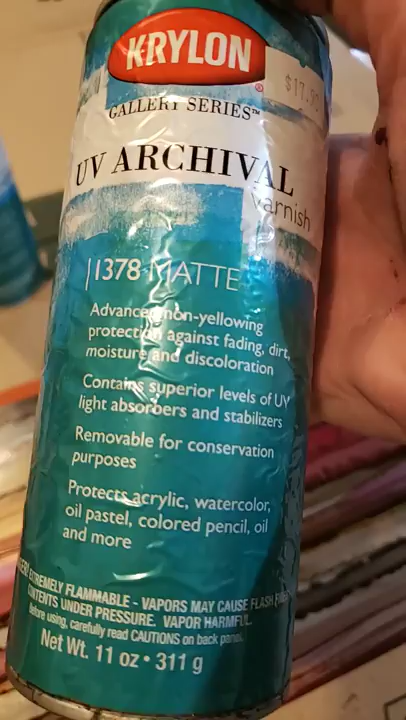 KRYLON
®
$17.9
GALLERY SERIES™
UV ARCHIVAL
varnish
1378 MATTE
Advanced non-yellowing
protection against fading, dirt,
moisture and discoloration
Contains superior levels of UV
light absorbers and stabilizers
Removable for conservation
purposes
Protects acrylic, watercolor,
oil pastel, colored pencil, oil
and more
EXTREMELY FLAMMABLE - VAPORS MAY CAUSE FLASH
CONTENTS UNDER PRESSURE. VAPOR HARMFUL.
Before using, carefully read CAUTIONS on back panel.
Net Wt. 11 oz • 311 g